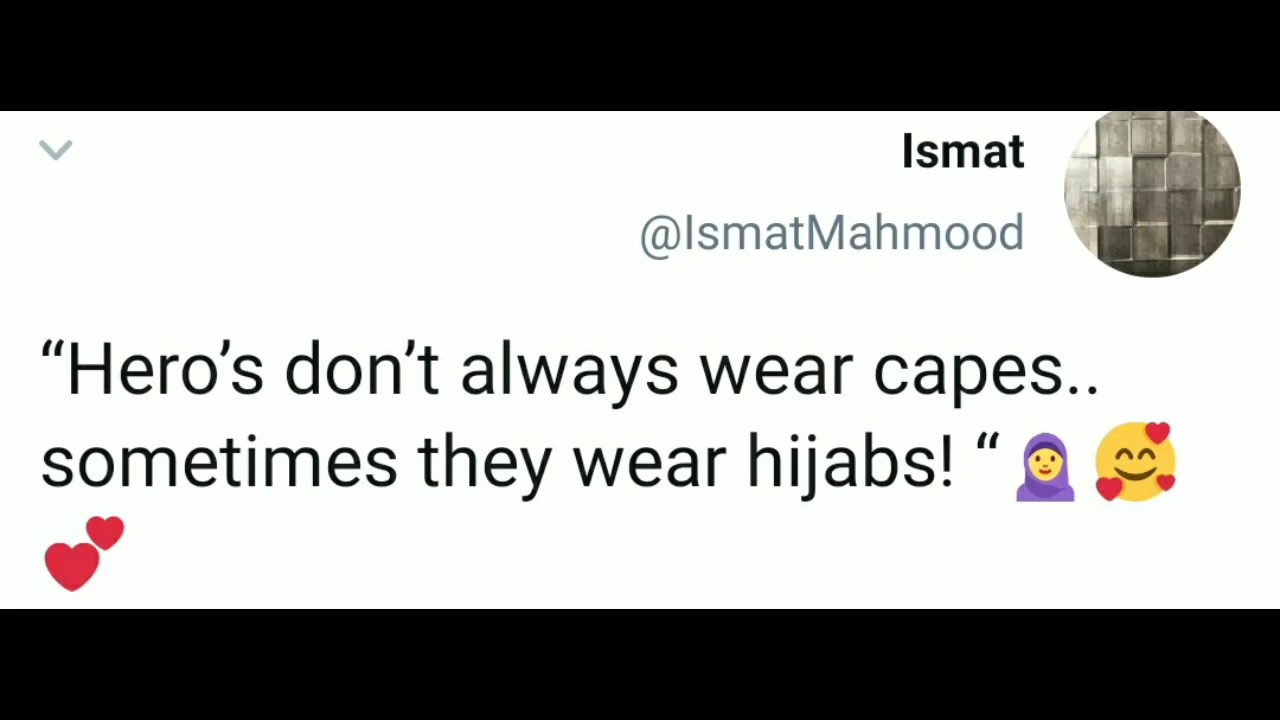 Ismat
@IsmatMahmood
“Hero’s don’t always wear capes..
sometimes they wear hijabs! “🧕🥰
💕